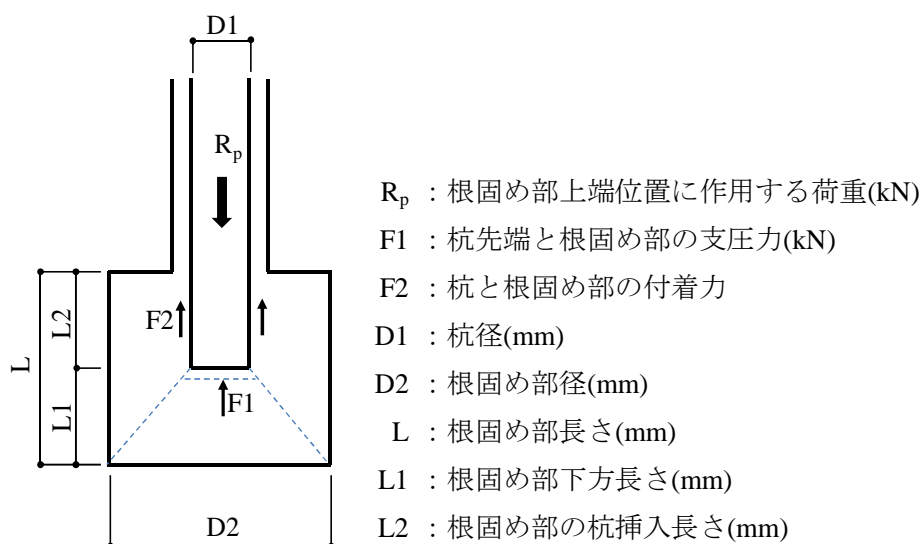 D1
R_p
F2
F1
L
L2
L1
D2
R_p ：根固め部上端位置に作用する荷重(kN)
F1 ：杭先端と根固め部の支圧力(kN)
F2 ：杭と根固め部の付着力
D1 ：杭径(mm)
D2 ：根固め部径(mm)
L ：根固め部長さ(mm)
L1 ：根固め部下方長さ(mm)
L2 ：根固め部の杭挿入長さ(mm)